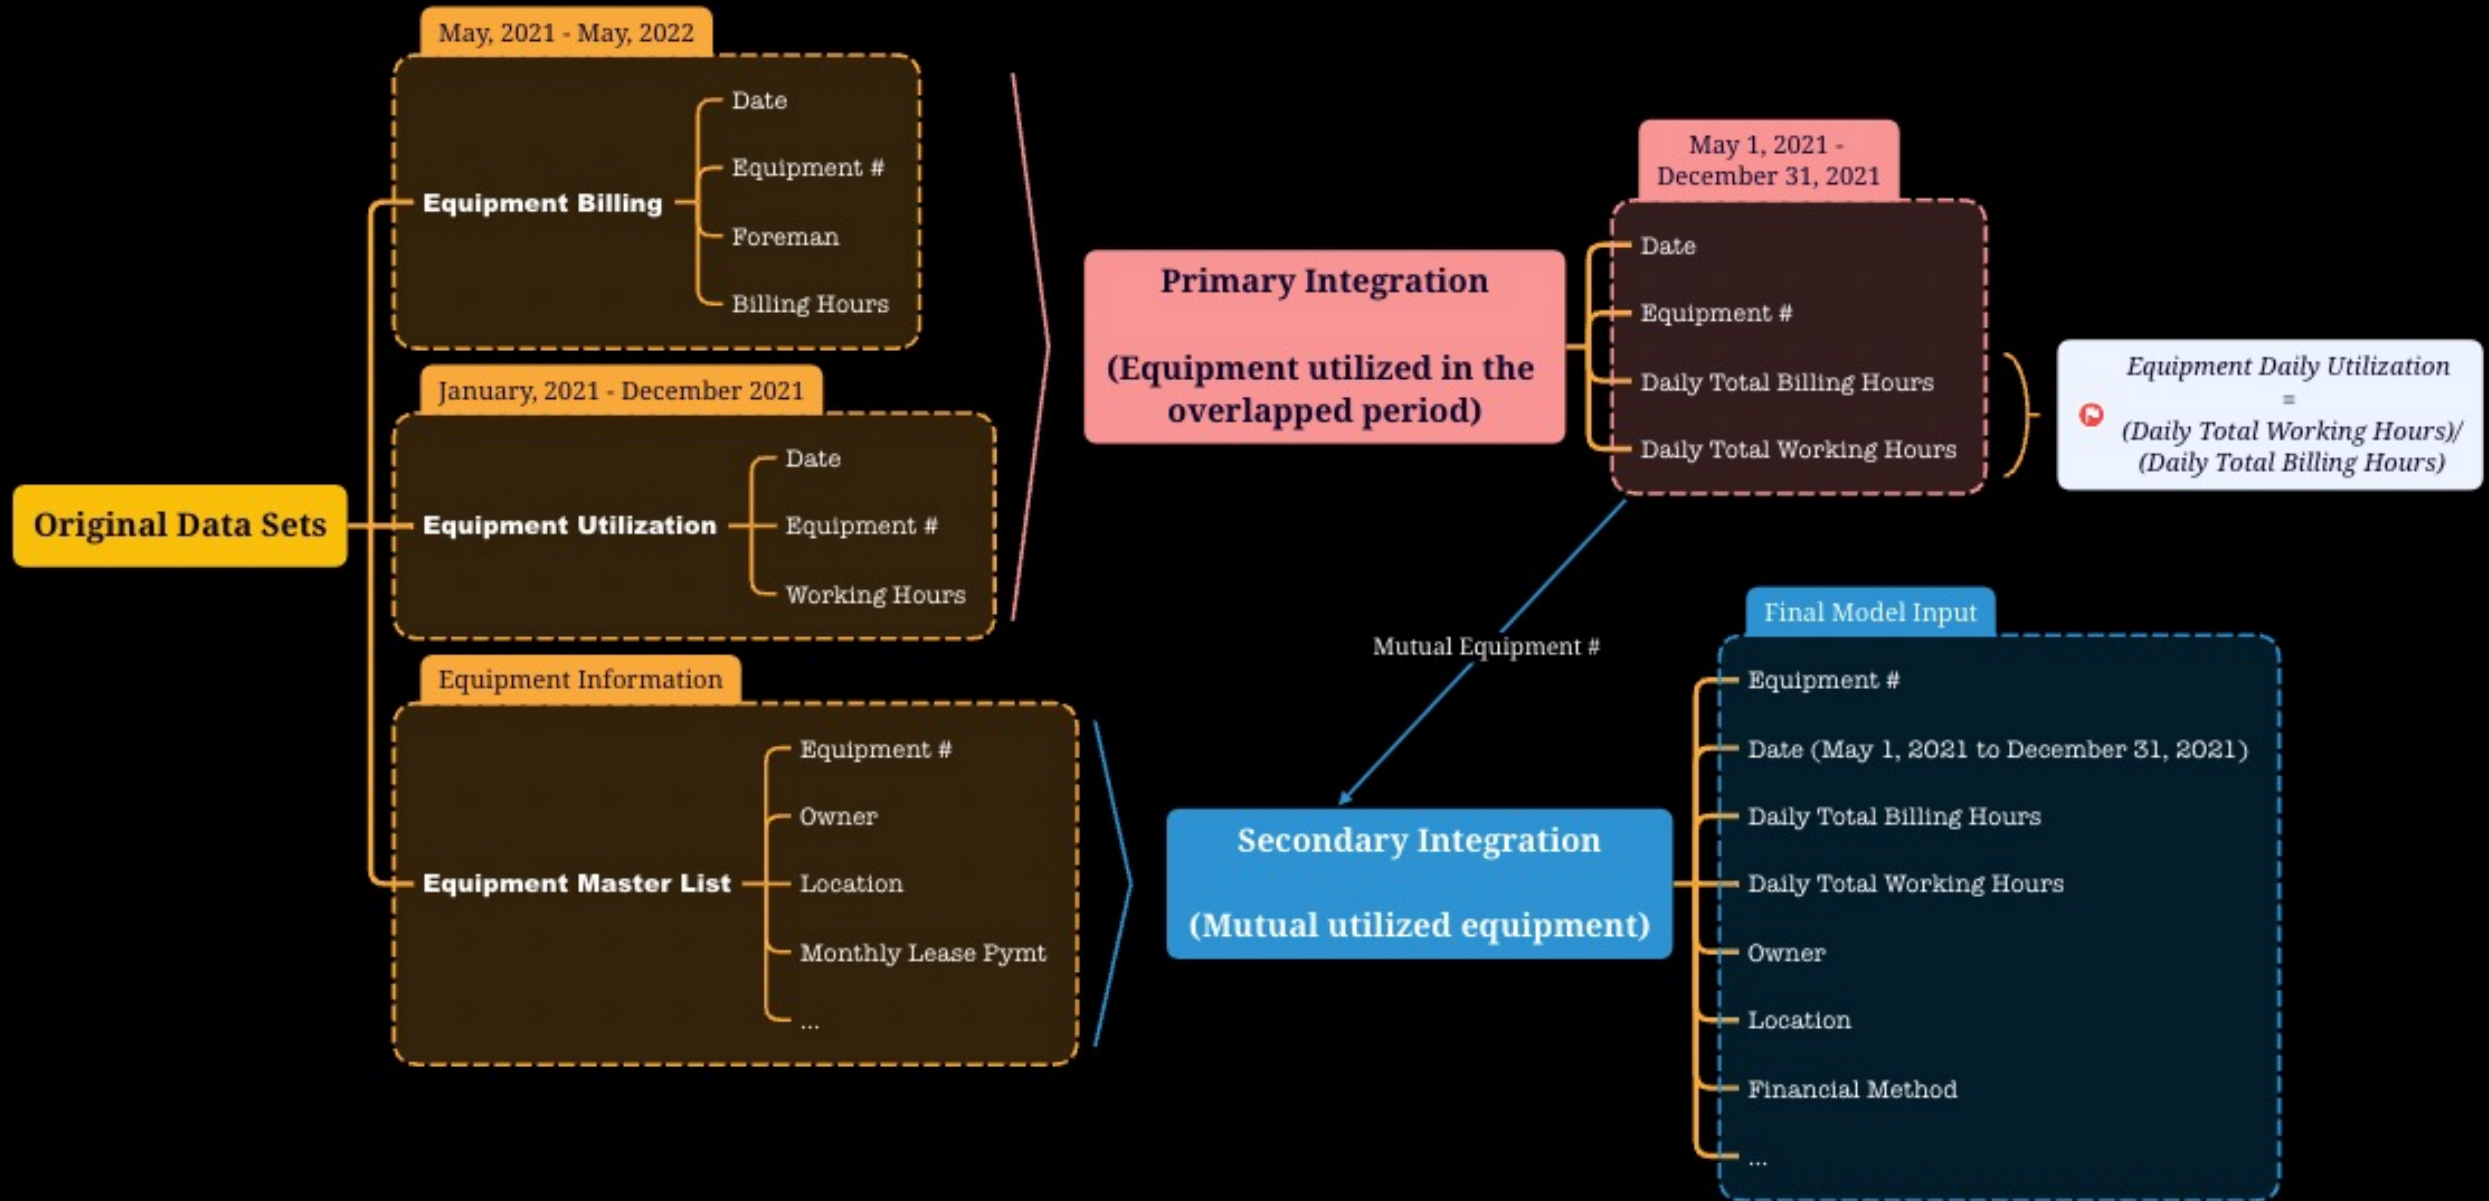 Original Data Sets
May, 2021 - May, 2022
Equipment Billing
Date
Equipment #
Foreman
Billing Hours
January, 2021 - December 2021
Equipment Utilization
Date
Equipment #
Working Hours
Equipment Information
Equipment Master List
Equipment #
Owner
Location
Monthly Lease Pymt
...
Primary Integration
(Equipment utilized in the
overlapped period)
May 1, 2021 -
December 31, 2021
Date
Equipment #
Daily Total Billing Hours
Daily Total Working Hours
Equipment Daily Utilization
=
(Daily Total Working Hours)/
(Daily Total Billing Hours)
Mutual Equipment #
Secondary Integration
(Mutual utilized equipment)
Final Model Input
Equipment #
Date (May 1, 2021 to December 31, 2021)
Daily Total Billing Hours
Daily Total Working Hours
Owner
Location
Financial Method
...